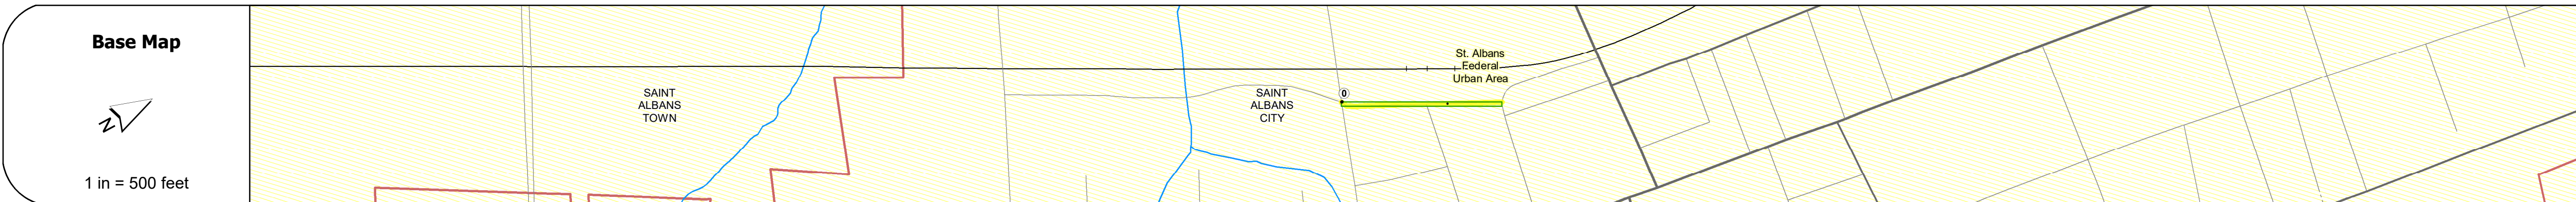 Base Map
N
1 in = 500 feet
SAINT
ALBANS
TOWN
SAINT
ALBANS
CITY
0
St. Albans
Federal
Urban Area